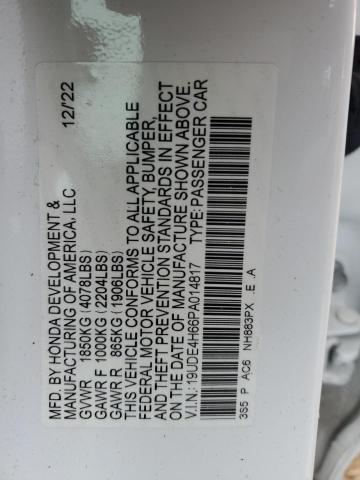 MFD. BY HONDA DEVELOPMENT & 12/'22
MANUFACTURING OF AMERICA, LLC
GVWR 1850KG (4078LBS)
GAWR F 1000KG (2204LBS)
GAWR R 865KG (1906LBS)
THIS VEHICLE CONFORMS TO ALL APPLICABLE
FEDERAL MOTOR VEHICLE SAFETY, BUMPER,
AND THEFT PREVENTION STANDARDS IN EFFECT
ON THE DATE OF MANUFACTURE SHOWN ABOVE.
V.I.N.: 19UDE4H66PA014817 TYPE:PASSENGER CAR
3S5 P AC6 NH883PX .E .A